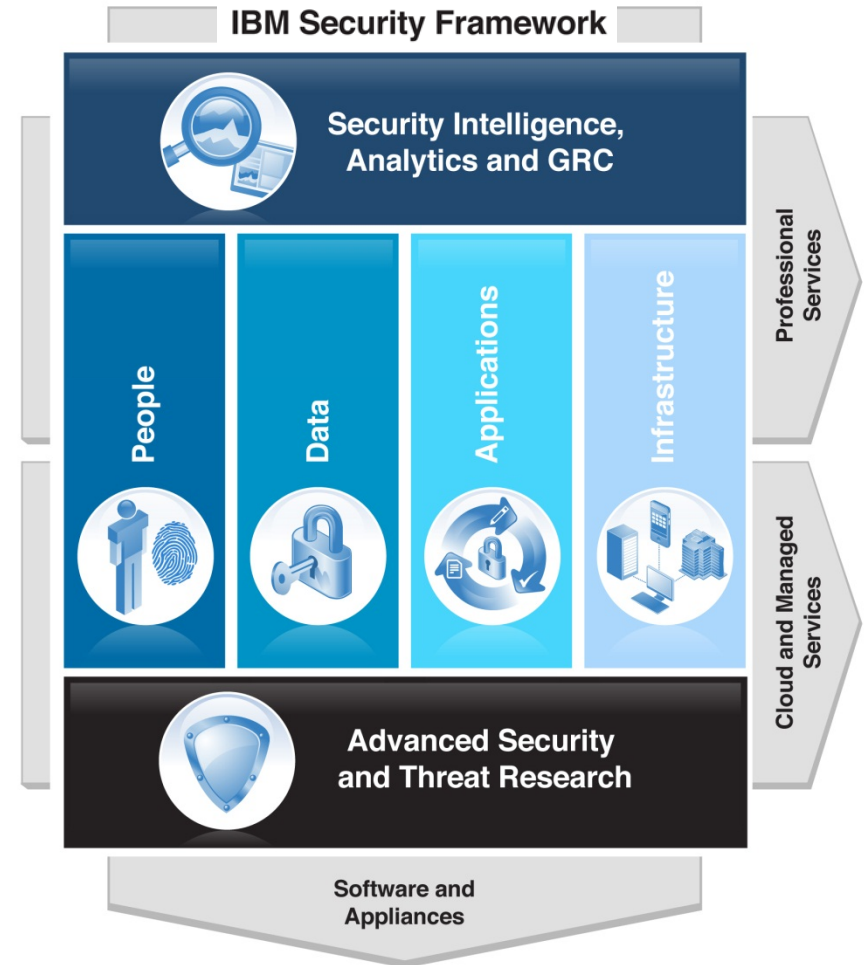 IBM Security Framework
Security Intelligence,
Analytics and GRC
People
Data
Applications
Infrastructure
Professional
Services
Cloud and Managed
Services
Advanced Security
and Threat Research
Software and
Appliances